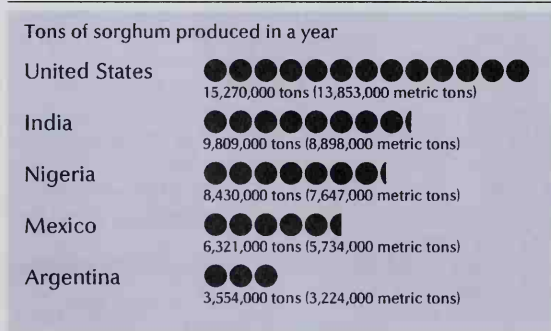 Tons of sorghum produced in a year
United States
15,270,000 tons (13,853,000 metric tons)
India
9,809,000 tons (8,898,000 metric tons)
Nigeria
8,430,000 tons (7,647,000 metric tons)
Mexico
6,321,000 tons (5,734,000 metric tons)
Argentina
3,554,000 tons (3,224,000 metric tons)